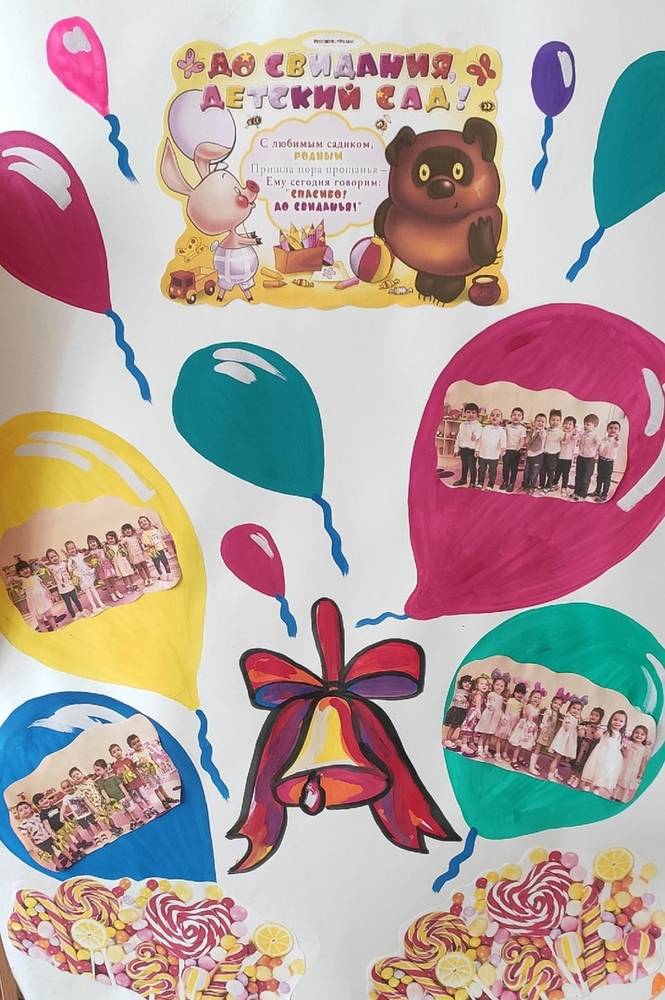 ДО СВИДАНИЯ,
ДЕТСКИЙ САД!
С любимым садиком,
РОДНЫМ
Пришла пора прощанья –
Ему сегодня говорим:
"СПАСИБО!
ДО СВИДАНЬЯ!"